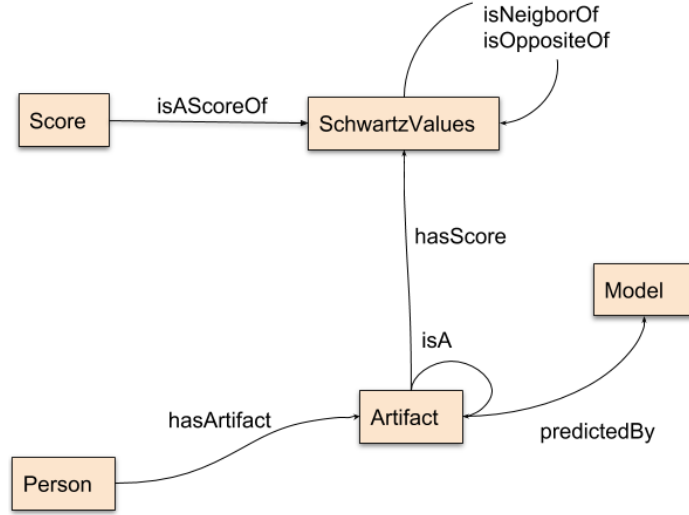 isNeigborOf
isOppositeOf
Score
isAScoreOf
SchwartzValues
hasScore
Model
isA
hasArtifact
Artifact
predictedBy
Person